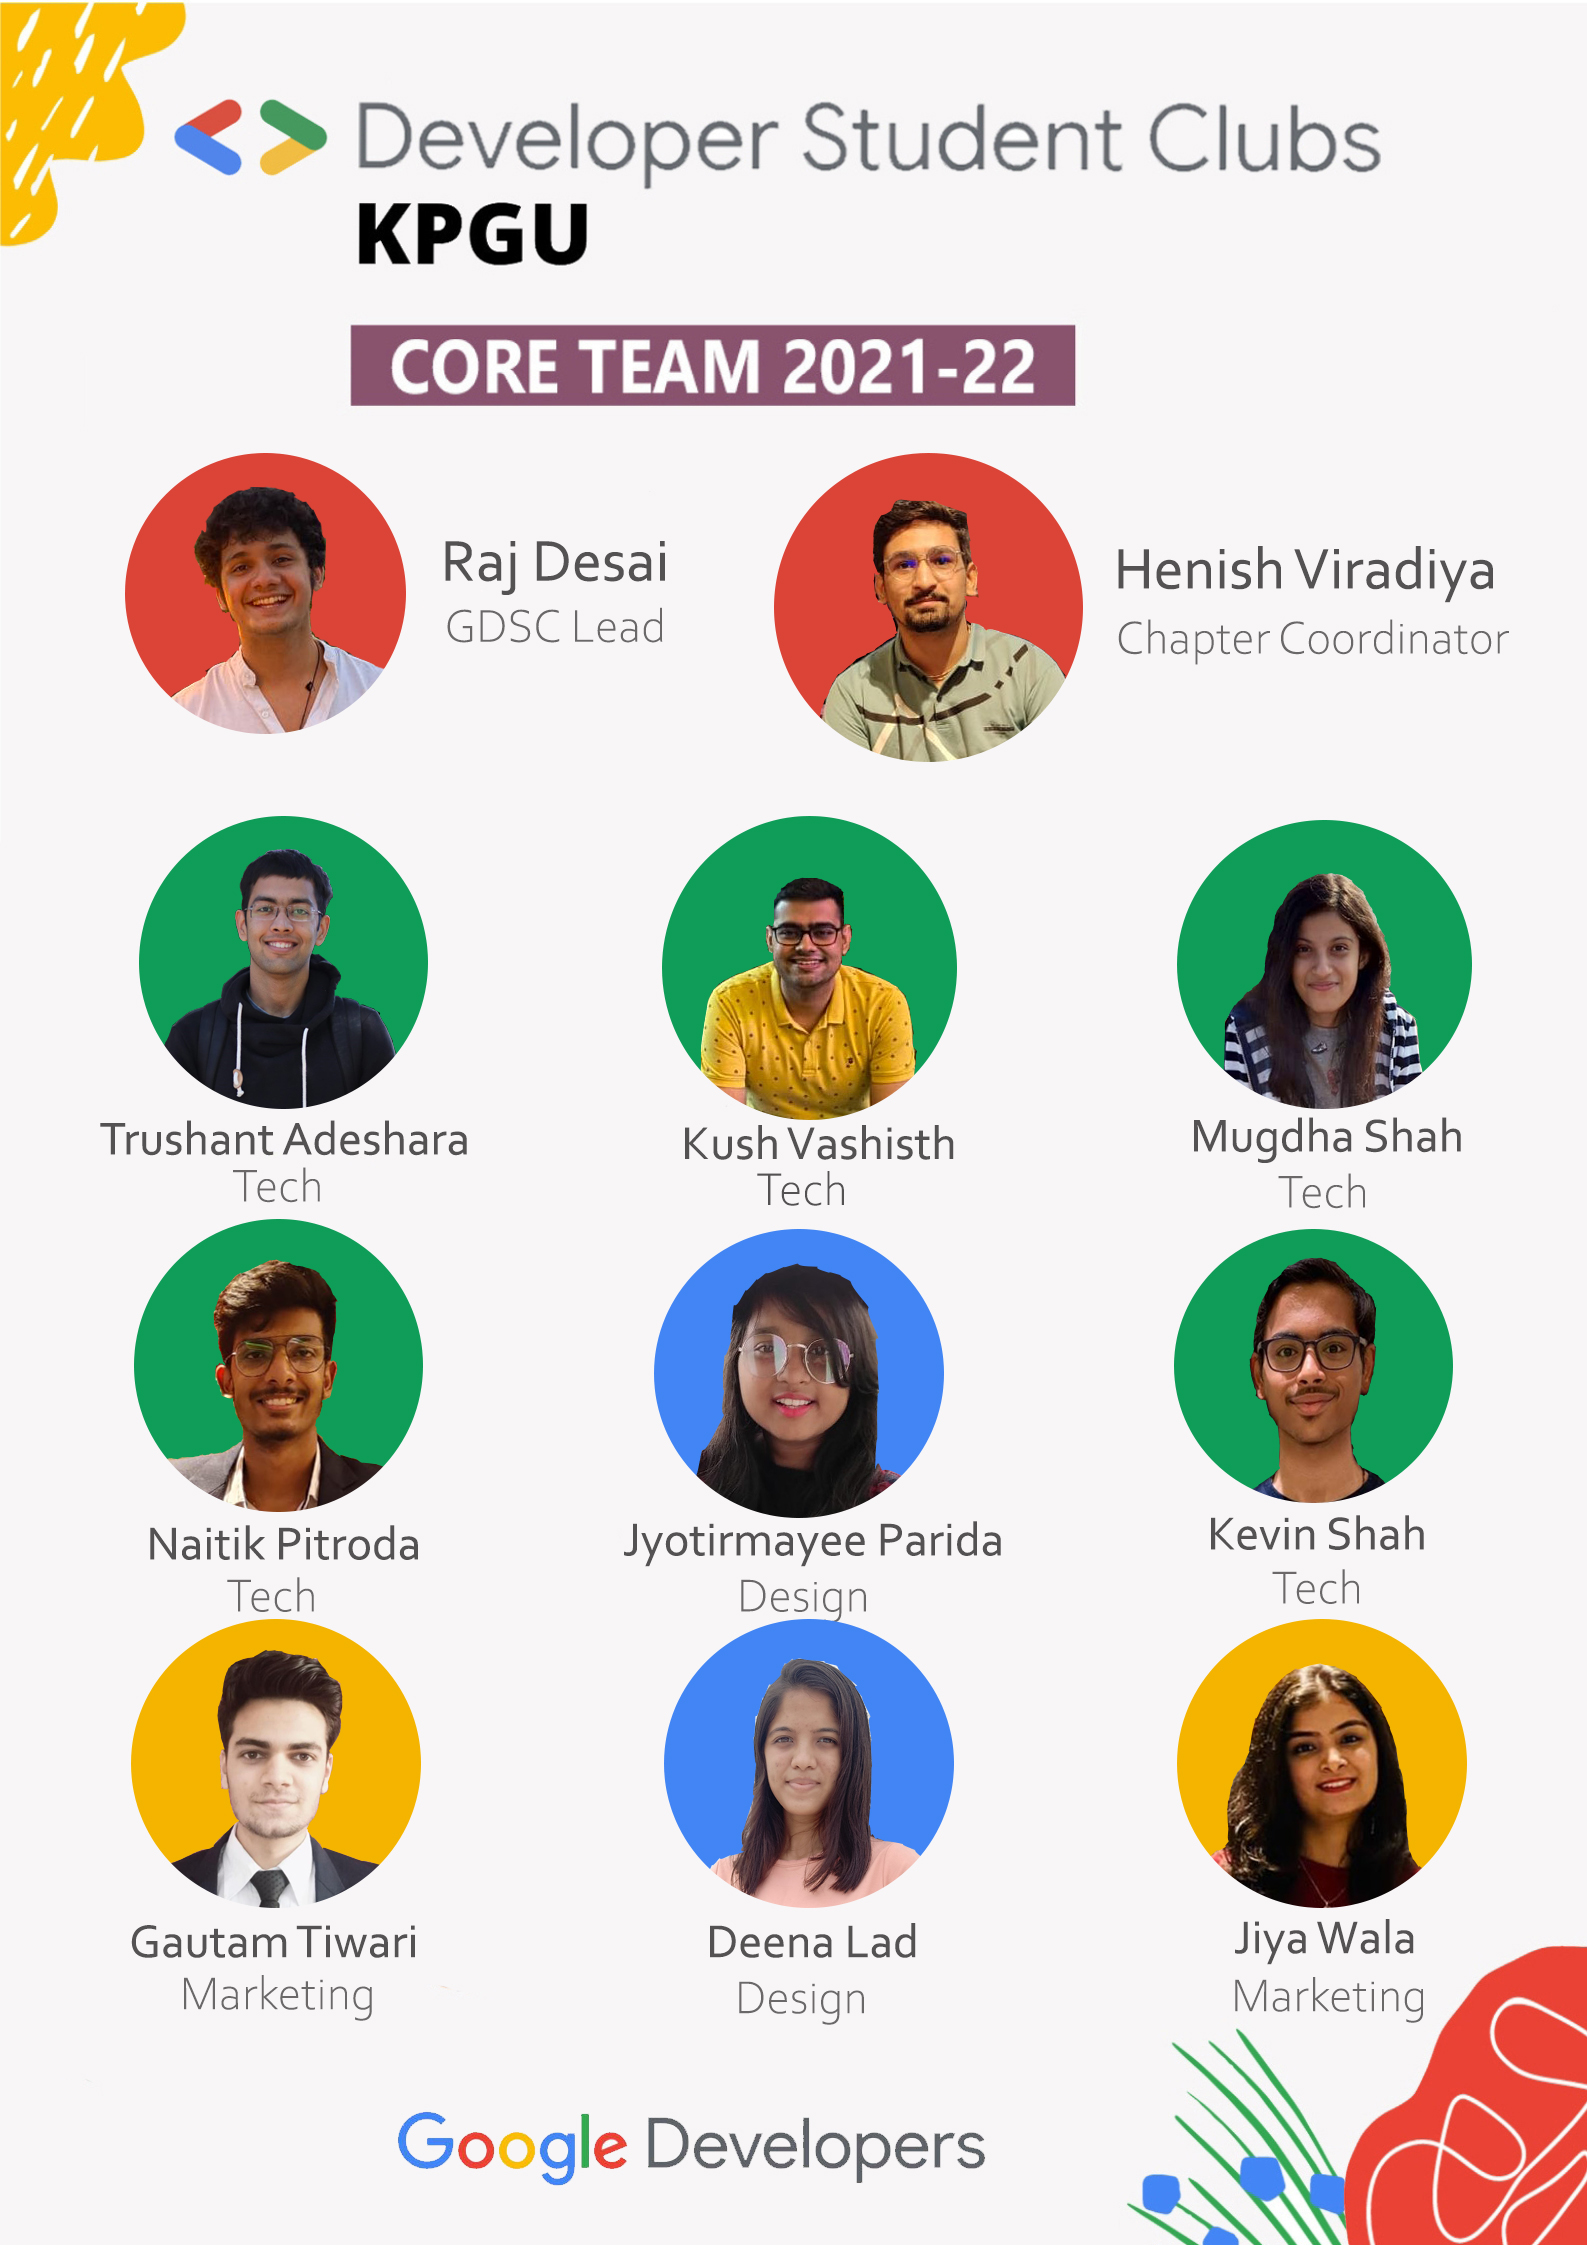 Developer Student Clubs
KPGU
CORE TEAM 2021-22
Raj Desai
GDSC Lead
Henish Viradiya
Chapter Coordinator
Trushant Adeshara
Tech
Kush Vashisth
Tech
Mugdha Shah
Tech
Naitik Pitroda
Tech
Jyotirmayee Parida
Design
Kevin Shah
Tech
Gautam Tiwari
Marketing
Deena Lad
Design
Jiya Wala
Marketing
Google Developers